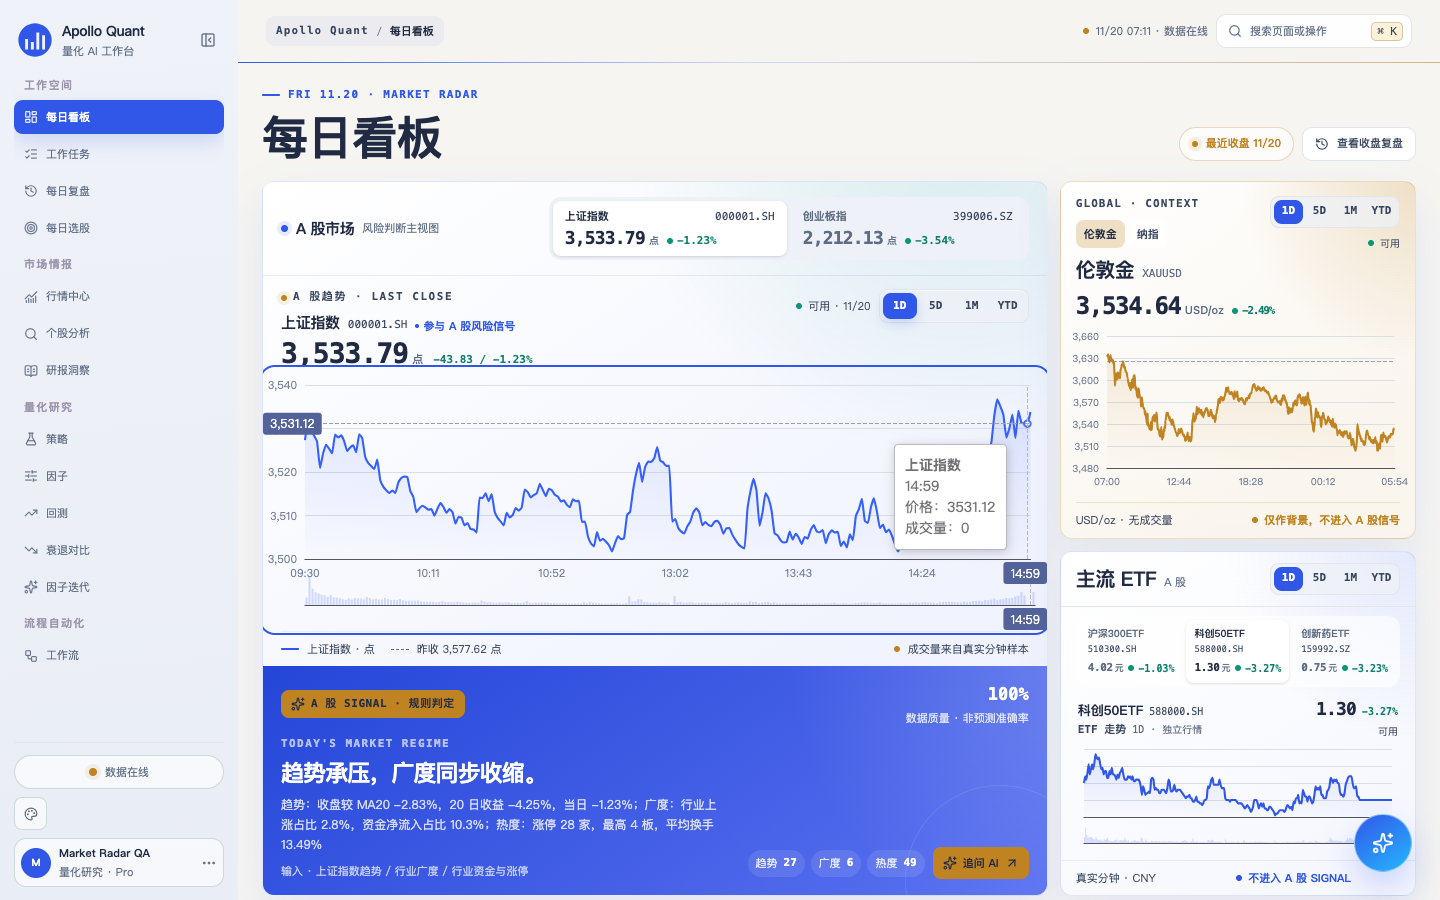 Apollo Quant
量化 AI 工作台
工作空间
每日看板
工作任务
每日复盘
每日选股
市场情报
行情中心
个股分析
研报洞察
量化研究
策略
因子
回测
衰退对比
因子迭代
流程自动化
工作流
数据在线
M
Market Radar QA
量化研究 · Pro
Apollo Quant / 每日看板
11/20 07:11 · 数据在线
搜索页面或操作
⌘ K
FRI 11.20 · MARKET RADAR
每日看板
最近收盘 11/20
查看收盘复盘
A 股市场 风险判断主视图
上证指数 000001.SH
3,533.79 点 −1.23%
创业板指 399006.SZ
2,212.13 点 −3.54%
A 股趋势 · LAST CLOSE
可用 · 11/20
1D 5D 1M YTD
上证指数 000001.SH 参与 A 股风险信号
3,533.79 点 −43.83 / −1.23%
3,540
3,531.12
3,520
3,510
3,500
上证指数
14:59
价格：3531.12
成交量：0
09:30 10:11 10:52 13:02 13:43 14:24 14:59
14:59
上证指数 · 点 昨收 3,577.62 点
成交量来自真实分钟样本
A 股 SIGNAL · 规则判定
100%
数据质量 · 非预测准确率
TODAY'S MARKET REGIME
趋势承压，广度同步收缩。
趋势：收盘较 MA20 −2.83%，20 日收益 −4.25%，当日 −1.23%；广度：行业上
涨占比 2.8%，资金净流入占比 10.3%；热度：涨停 28 家，最高 4 板，平均换手
13.49%
输入 · 上证指数趋势 / 行业广度 / 行业资金与涨停
趋势 27
广度 6
热度 49
追问 AI
GLOBAL · CONTEXT
1D 5D 1M YTD
伦敦金 纳指
可用
伦敦金 XAUUSD
3,534.64 USD/oz −2.49%
3,660
3,630
3,600
3,570
3,540
3,510
3,480
07:00 12:44 18:28 00:12 05:54
USD/oz · 无成交量
仅作背景，不进入 A 股信号
主流 ETF A 股
1D 5D 1M YTD
沪深300ETF
510300.SH
4.02 元 −1.03%
科创50ETF
588000.SH
1.30 元 −3.27%
创新药ETF
159992.SZ
0.75 元 −3.23%
科创50ETF 588000.SH
1.30 −3.27%
ETF 走势 1D · 独立行情
可用
真实分钟 · CNY
不进入 A 股 SIGNAL